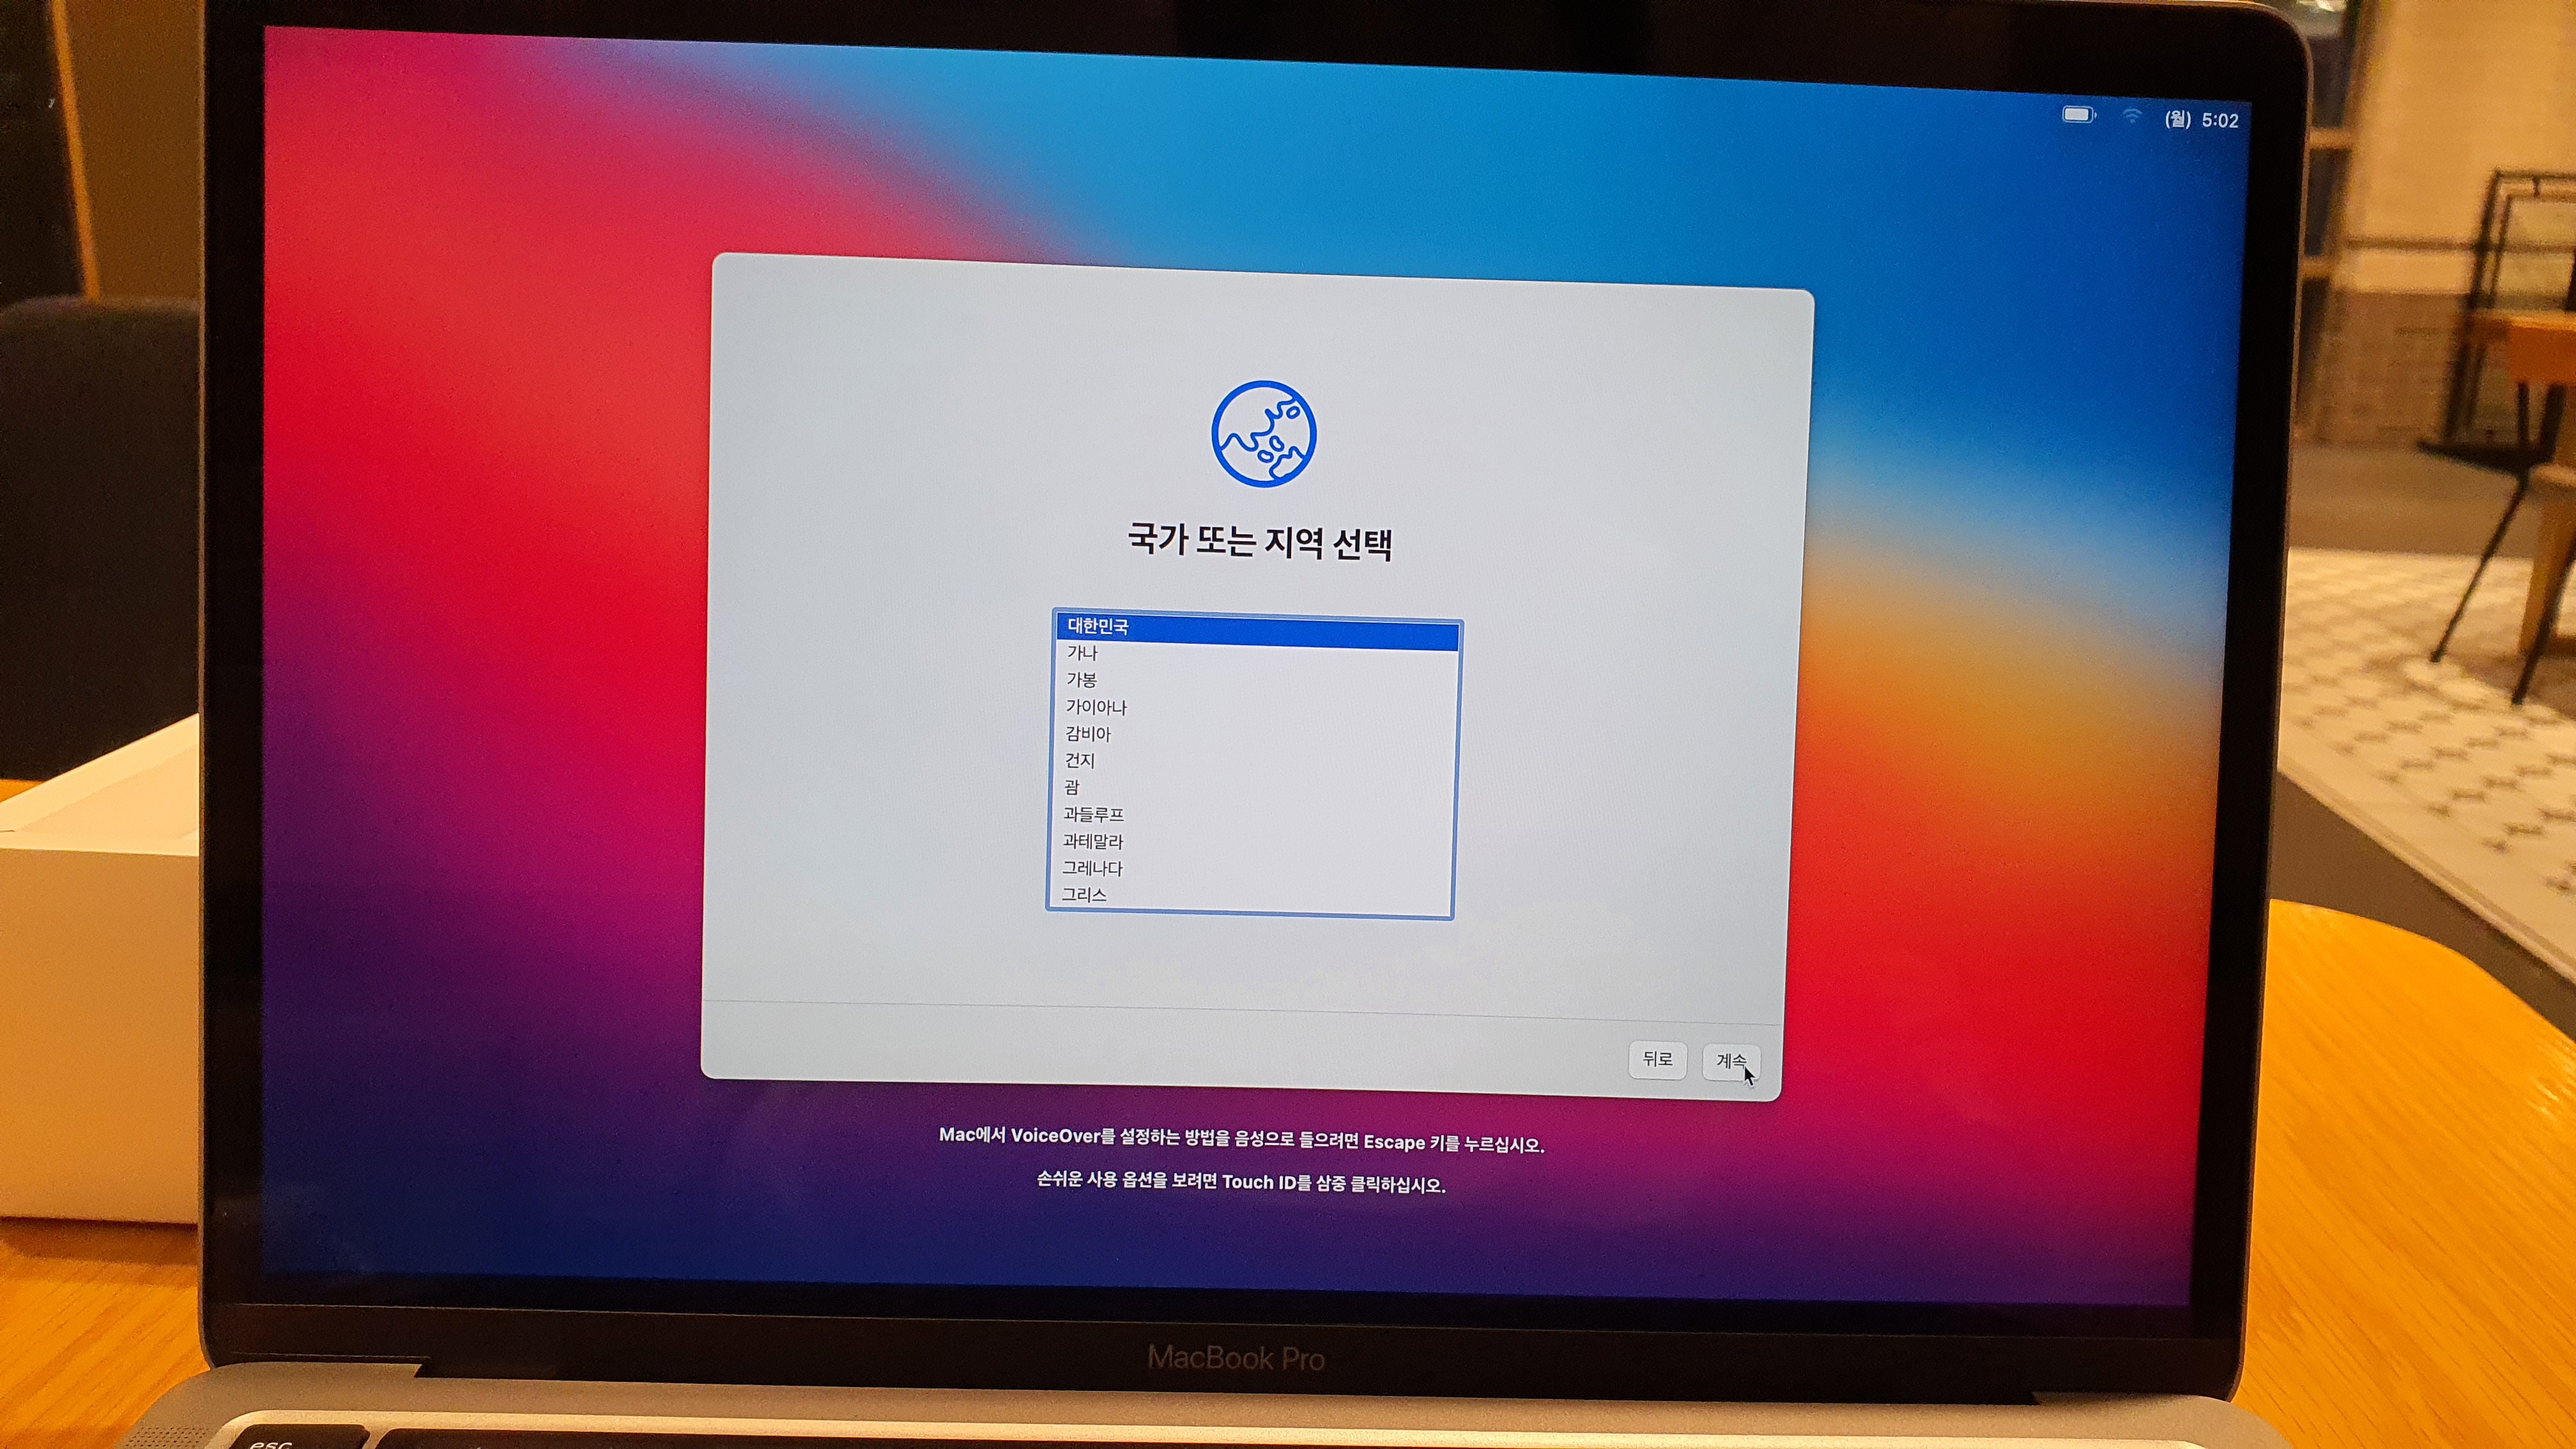 (월) 5:02
국가 또는 지역 선택
대한민국
가나
가봉
가이아나
감비아
건지
괌
과들루프
과테말라
그레나다
그리스
뒤로 계속
Mac에서 VoiceOver를 설정하는 방법을 음성으로 들으려면 Escape 키를 누르십시오.
손쉬운 사용 옵션을 보려면 Touch ID를 삼중 클릭하십시오.
MacBook Pro
esc